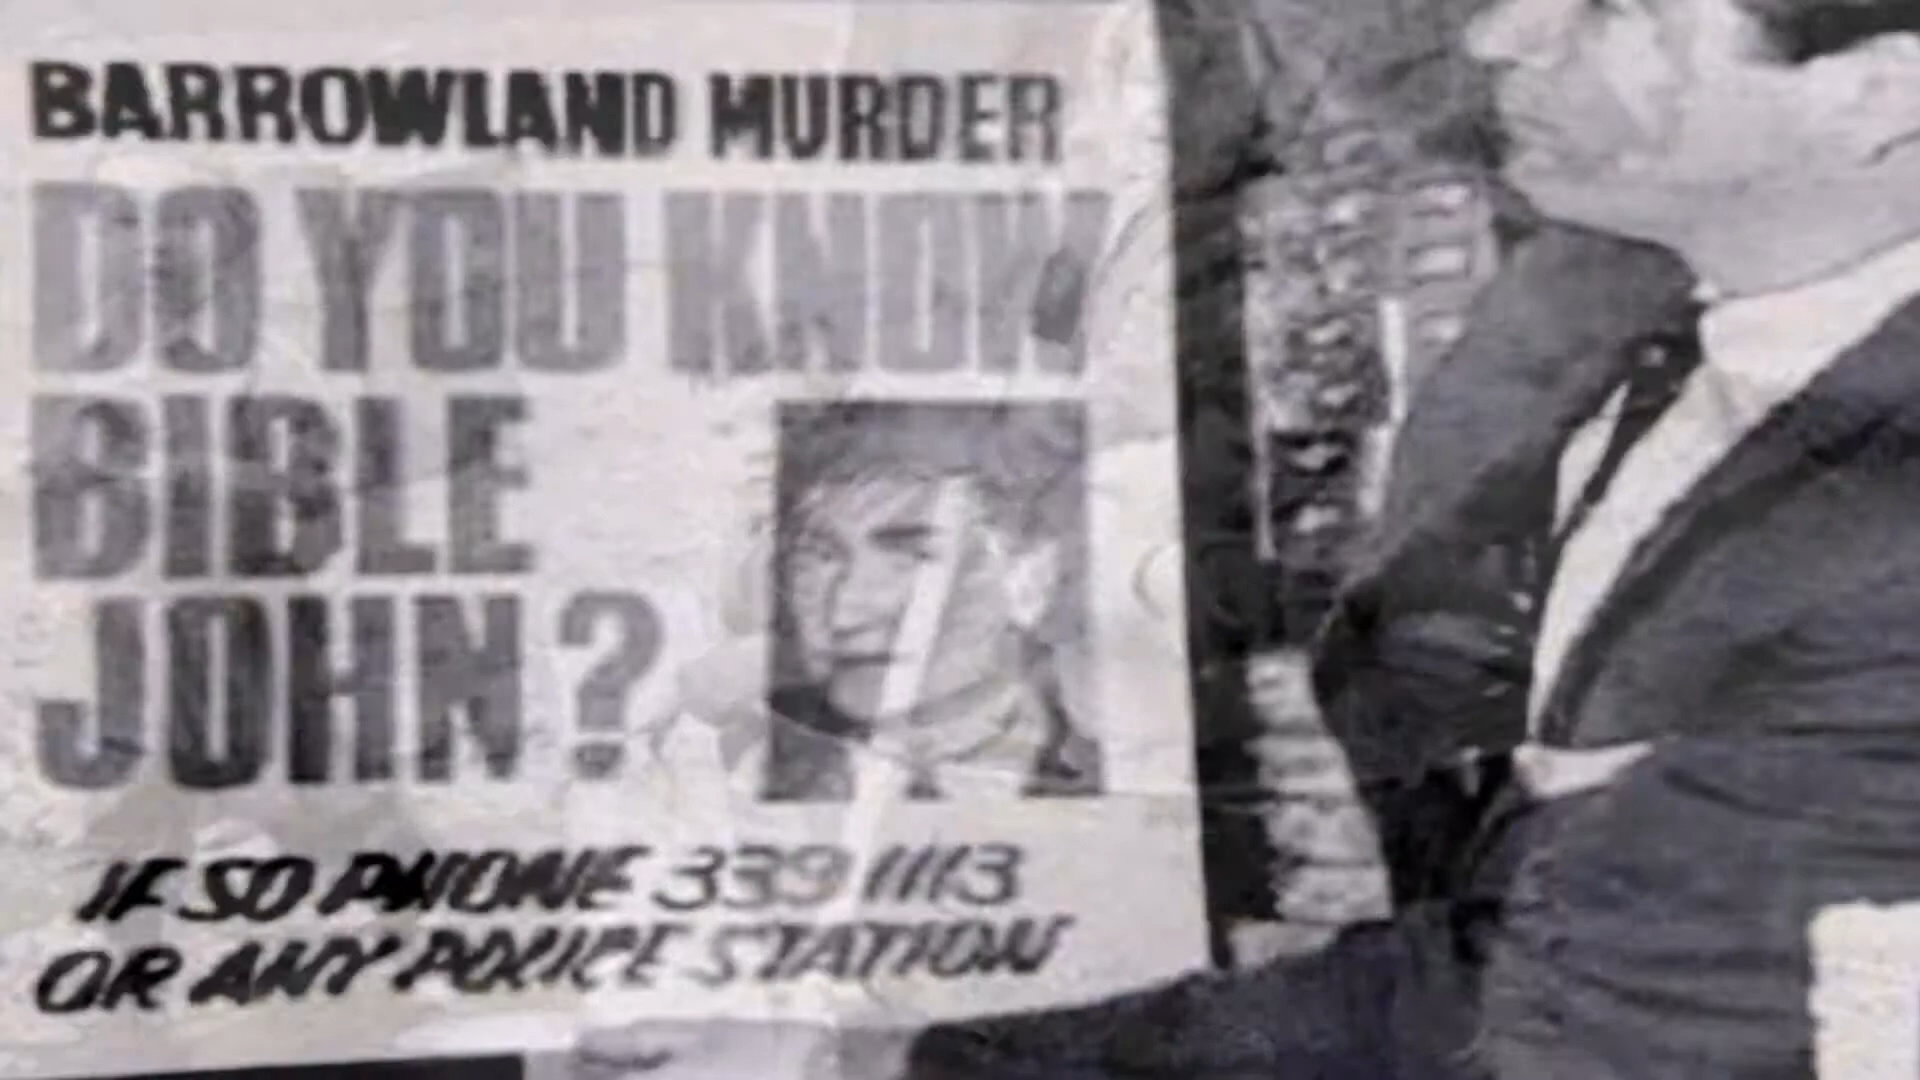 BARROWLAND MURDER
DO YOU KNOW
BIBLE
JOHN?
IF SO PHONE 339 1113
OR ANY POLICE STATION